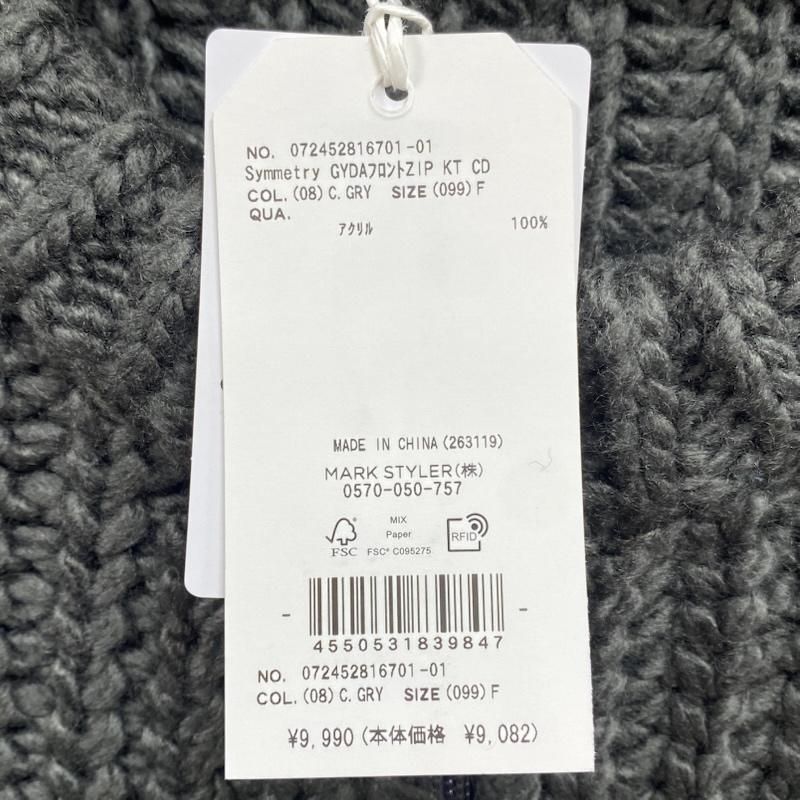 NO. 072452816701-01
Symmetry GYDAフロントZIP KT CD
COL. (08) C. GRY SIZE (099) F
QUA.
アクリル 100%
MADE IN CHINA (263119)
MARK STYLER (株)
0570-050-757
FSC MIX Paper FSC® C095275 RFID
4550531839847
NO. 072452816701-01
COL. (08) C. GRY SIZE (099) F
¥9,990 (本体価格 ¥9,082)